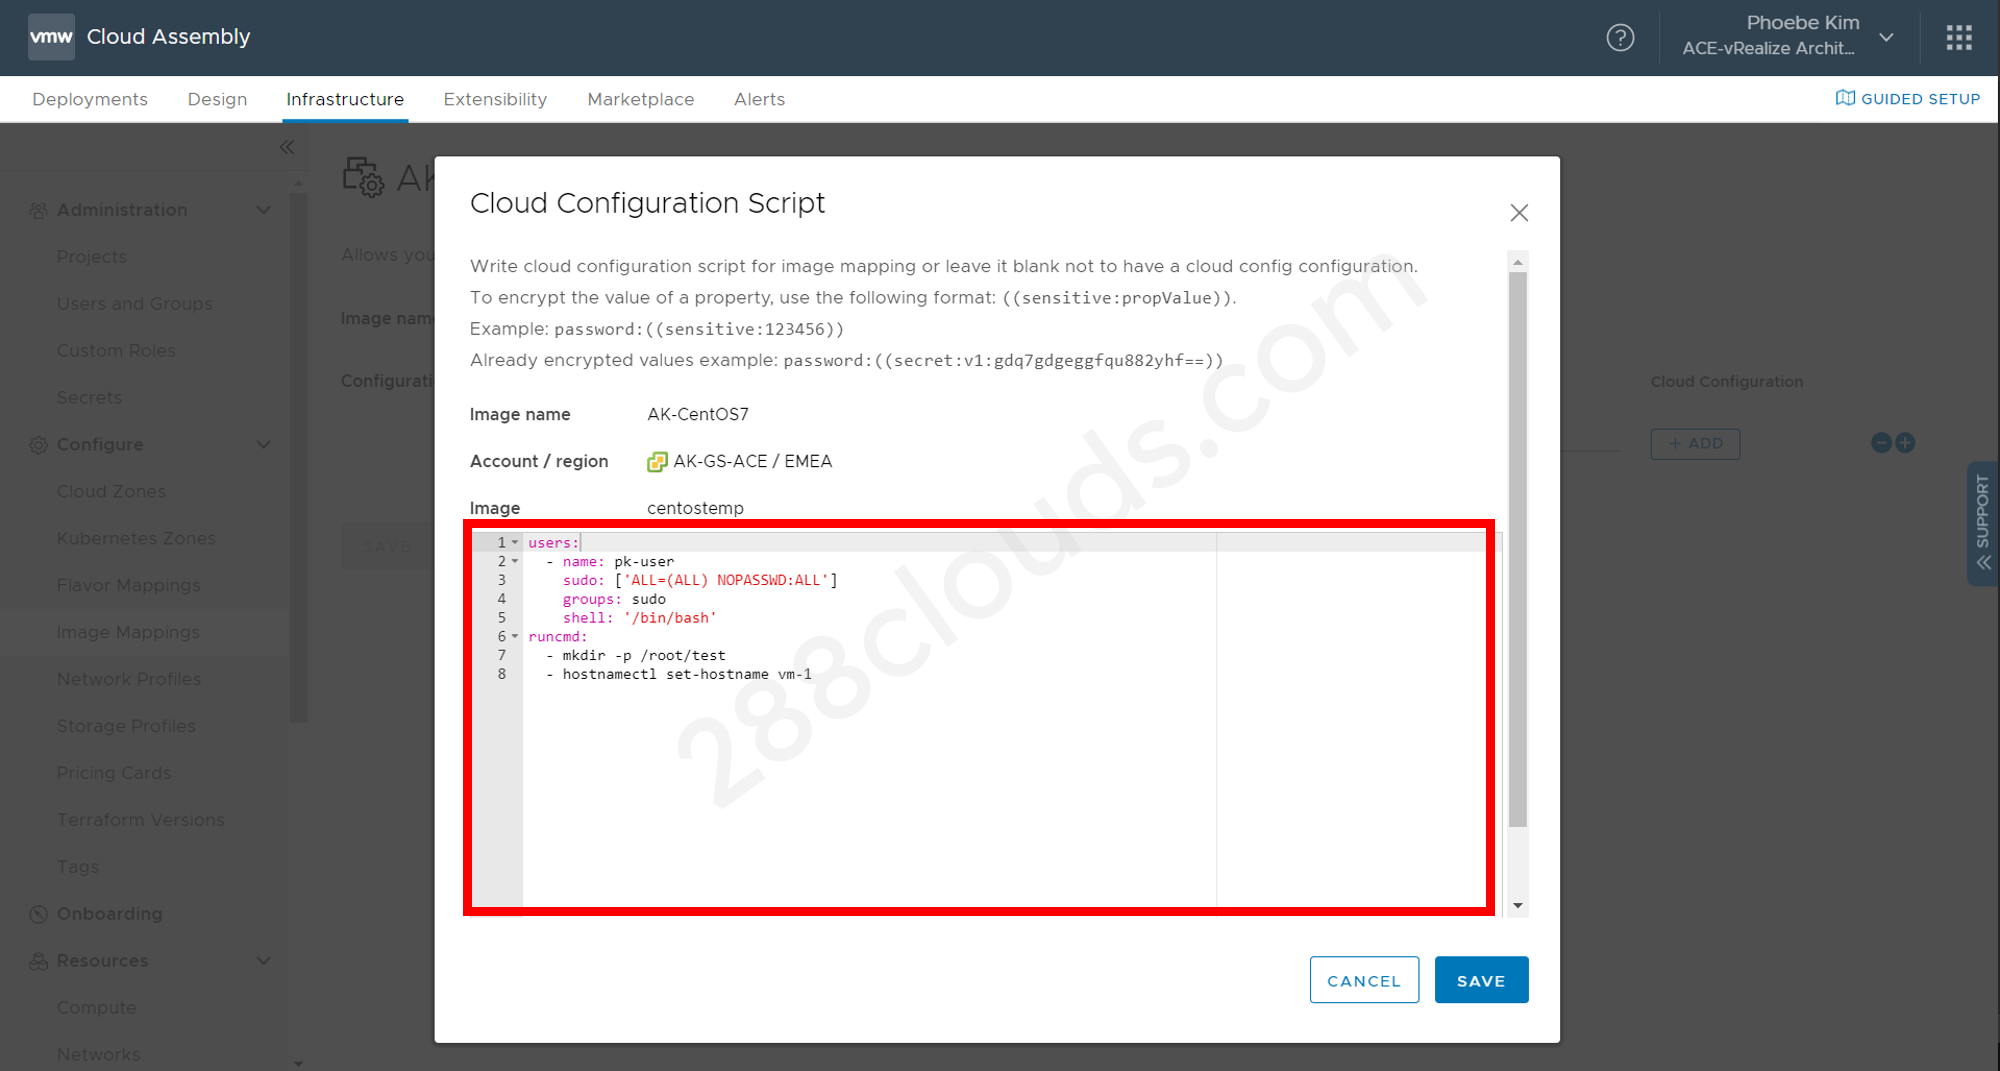 vmw Cloud Assembly
Phoebe Kim
ACE-vRealize Archit...
Deployments Design Infrastructure Extensibility Marketplace Alerts
GUIDED SETUP
Administration
Projects
Users and Groups
Custom Roles
Secrets
Configure
Cloud Zones
Kubernetes Zones
Flavor Mappings
Image Mappings
Network Profiles
Storage Profiles
Pricing Cards
Terraform Versions
Tags
Onboarding
Resources
Compute
Networks
AK
Allows you
Image name
Configurati
SAVE
Cloud Configuration
+ ADD
SUPPORT
Cloud Configuration Script
Write cloud configuration script for image mapping or leave it blank not to have a cloud config configuration.
To encrypt the value of a property, use the following format: ((sensitive:propValue)).
Example: password:((sensitive:123456))
Already encrypted values example: password:((secret:v1:gdq7gdgeggfqu882yhf==))
Image name AK-CentOS7
Account / region AK-GS-ACE / EMEA
Image centostemp
1 users:
2 - name: pk-user
3 sudo: ['ALL=(ALL) NOPASSWD:ALL']
4 groups: sudo
5 shell: '/bin/bash'
6 runcmd:
7 - mkdir -p /root/test
8 - hostnamectl set-hostname vm-1
288clouds.com
CANCEL SAVE